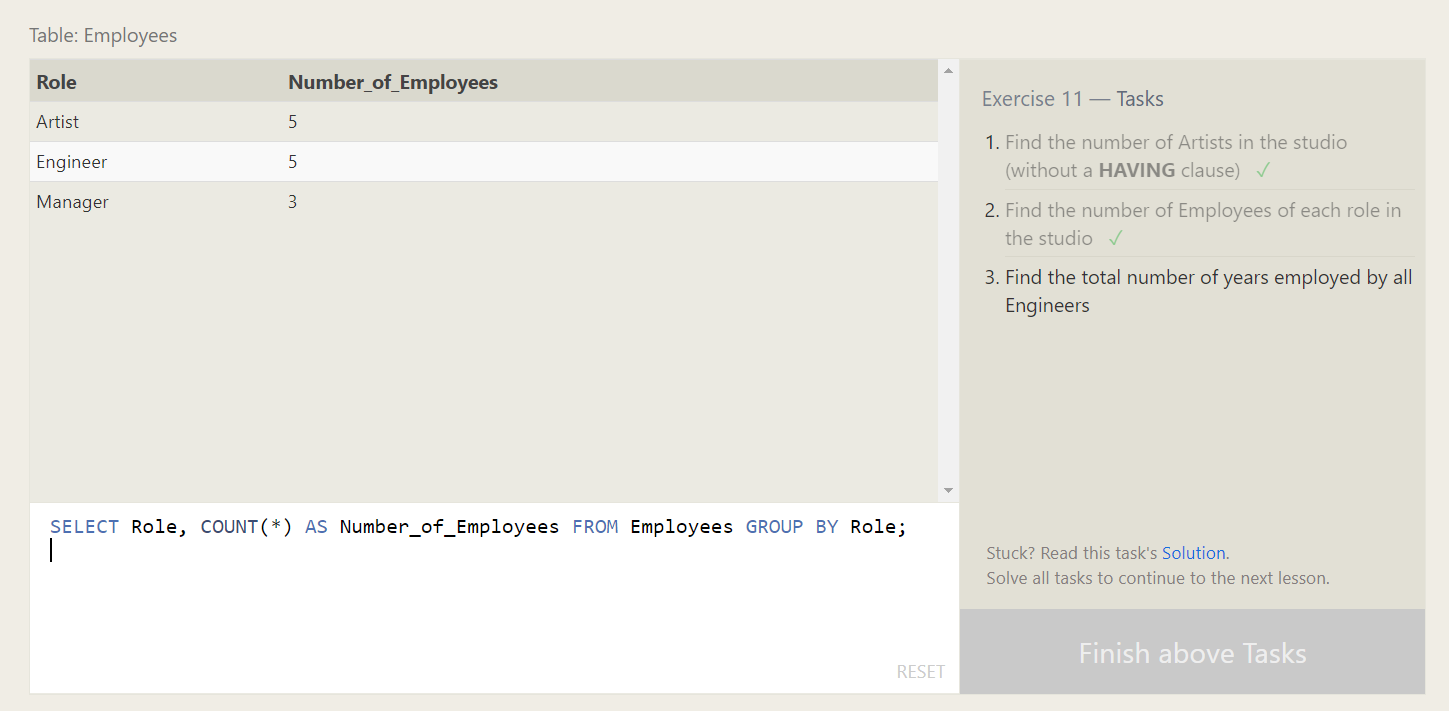 Table: Employees
Role Number_of_Employees
Artist 5
Engineer 5
Manager 3
SELECT Role, COUNT(*) AS Number_of_Employees FROM Employees GROUP BY Role;
RESET
Exercise 11 — Tasks
1. Find the number of Artists in the studio
(without a HAVING clause) ✓
2. Find the number of Employees of each role in
the studio ✓
3. Find the total number of years employed by all
Engineers
Stuck? Read this task's Solution.
Solve all tasks to continue to the next lesson.
Finish above Tasks